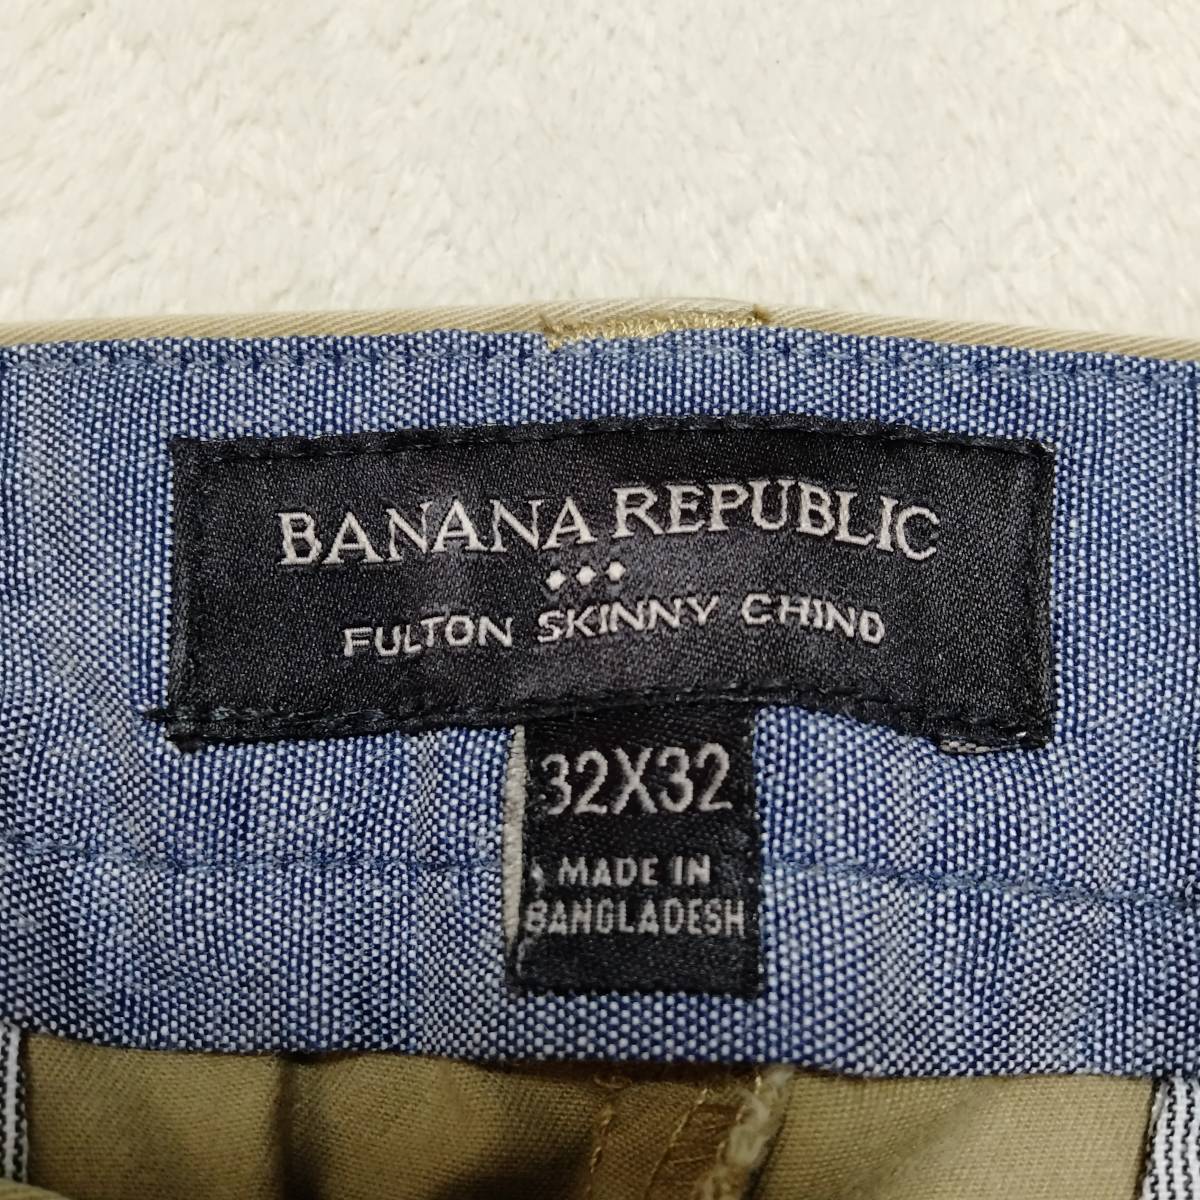 BANANA REPUBLIC
FULTON SKINNY CHINO
32X32
MADE IN
BANGLADESH